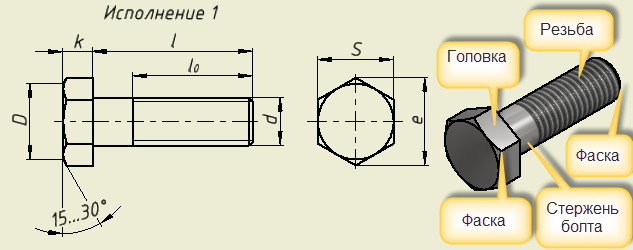 Исполнение 1
k
l
l₀
D
d
15...30°
S
e
Головка
Резьба
Фаска
Стержень
болта
Фаска